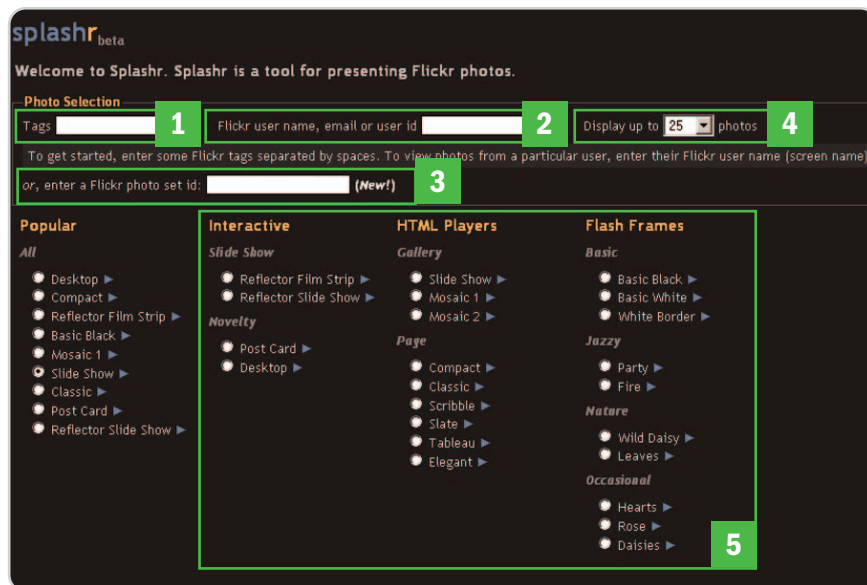 splashr beta
Welcome to Splashr. Splashr is a tool for presenting Flickr photos.
Photo Selection
Tags 1 Flickr user name, email or user id 2 Display up to 25 photos 4
To get started, enter some Flickr tags separated by spaces. To view photos from a particular user, enter their Flickr user name (screen name)
or, enter a Flickr photo set id: (New!) 3
Popular
All
Desktop
Compact
Reflector Film Strip
Basic Black
Mosaic 1
Slide Show
Classic
Post Card
Reflector Slide Show
Interactive
Slide Show
Reflector Film Strip
Reflector Slide Show
Novelty
Post Card
Desktop
HTML Players
Gallery
Slide Show
Mosaic 1
Mosaic 2
Page
Compact
Classic
Scribble
Slate
Tableau
Elegant
Flash Frames
Basic
Basic Black
Basic White
White Border
Jazzy
Party
Fire
Nature
Wild Daisy
Leaves
Occasional
Hearts
Rose
Daisies
5